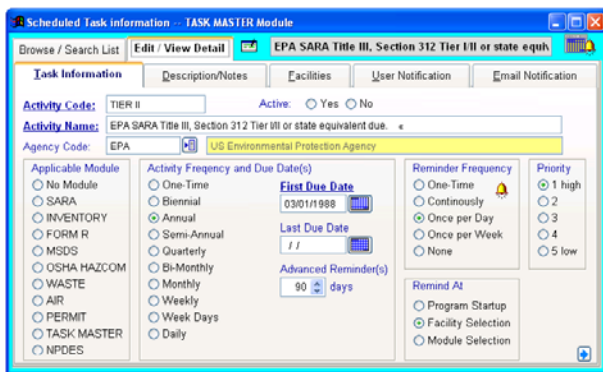 Scheduled Task information -- TASK MASTER Module
Browse / Search List Edit / View Detail EPA SARA Title III, Section 312 Tier I/II or state equiv
Task Information Description/Notes Facilities User Notification Email Notification
Activity Code: TIER II Active: Yes No
Activity Name: EPA SARA Title III, Section 312 Tier I/II or state equivalent due. «
Agency Code: EPA US Environmental Protection Agency
Applicable Module
No Module
SARA
INVENTORY
FORM R
MSDS
OSHA HAZCOM
WASTE
AIR
PERMIT
TASK MASTER
NPDES
Activity Freqency and Due Date(s)
One-Time
Biennial
Annual
Semi-Annual
Quarterly
Bi-Monthly
Monthly
Weekly
Week Days
Daily
First Due Date
03/01/1988
Last Due Date
/ /
Advanced Reminder(s)
90 days
Reminder Frequency
One-Time
Continously
Once per Day
Once per Week
None
Remind At
Program Startup
Facility Selection
Module Selection
Priority
1 high
2
3
4
5 low